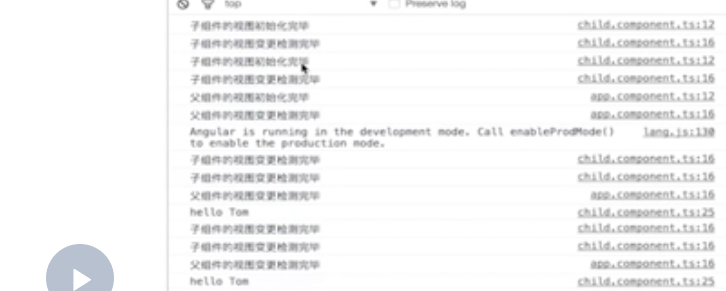 top Preserve log
子组件的视图初始化完毕 child.component.ts:12
子组件的视图变更检测完毕 child.component.ts:16
子组件的视图初始化完毕 child.component.ts:12
子组件的视图变更检测完毕 child.component.ts:16
父组件的视图初始化完毕 app.component.ts:12
父组件的视图变更检测完毕 app.component.ts:16
Angular is running in the development mode. Call enableProdMode() lang.js:130
to enable the production mode.
子组件的视图变更检测完毕 child.component.ts:16
子组件的视图变更检测完毕 child.component.ts:16
父组件的视图变更检测完毕 app.component.ts:16
hello Tom child.component.ts:25
子组件的视图变更检测完毕 child.component.ts:16
子组件的视图变更检测完毕 child.component.ts:16
父组件的视图变更检测完毕 app.component.ts:16
hello Tom child.component.ts:25